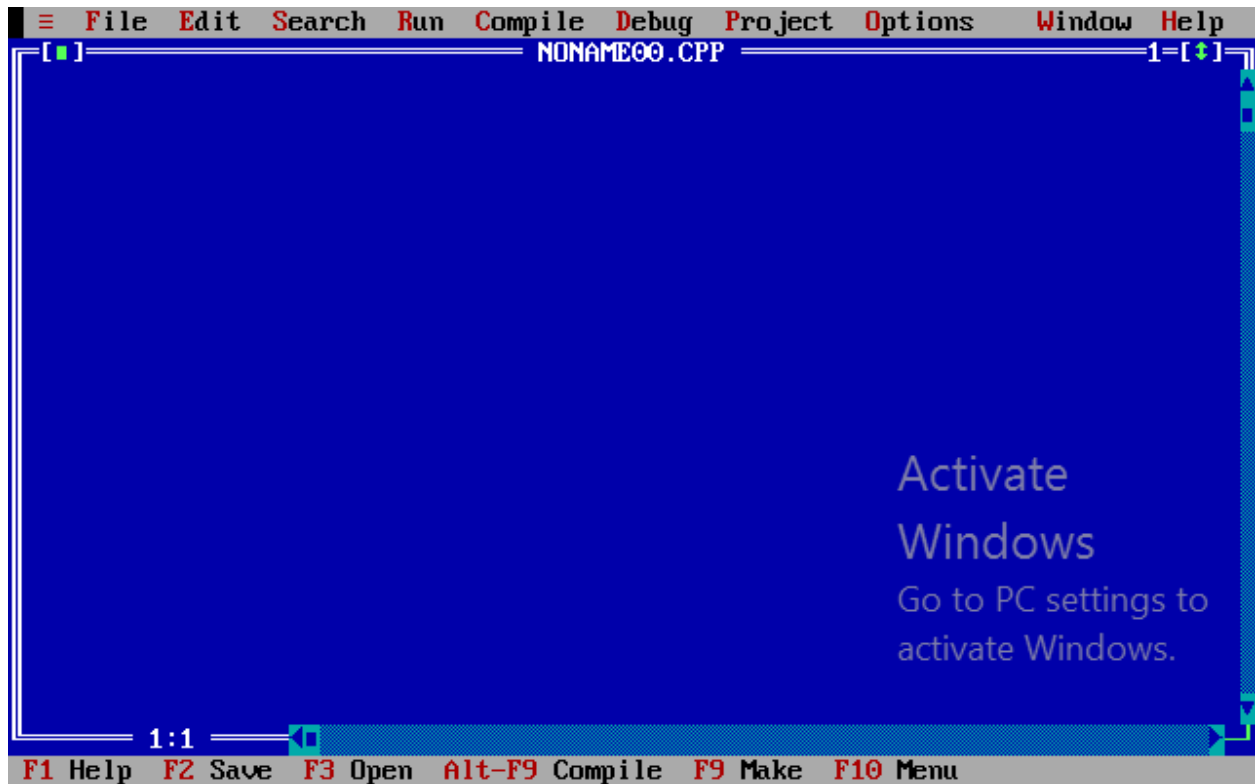 ≡ File Edit Search Run Compile Debug Project Options Window Help
[■] NONAME00.CPP 1=[↕]
Activate
Windows
Go to PC settings to
activate Windows.
1:1
F1 Help F2 Save F3 Open Alt-F9 Compile F9 Make F10 Menu